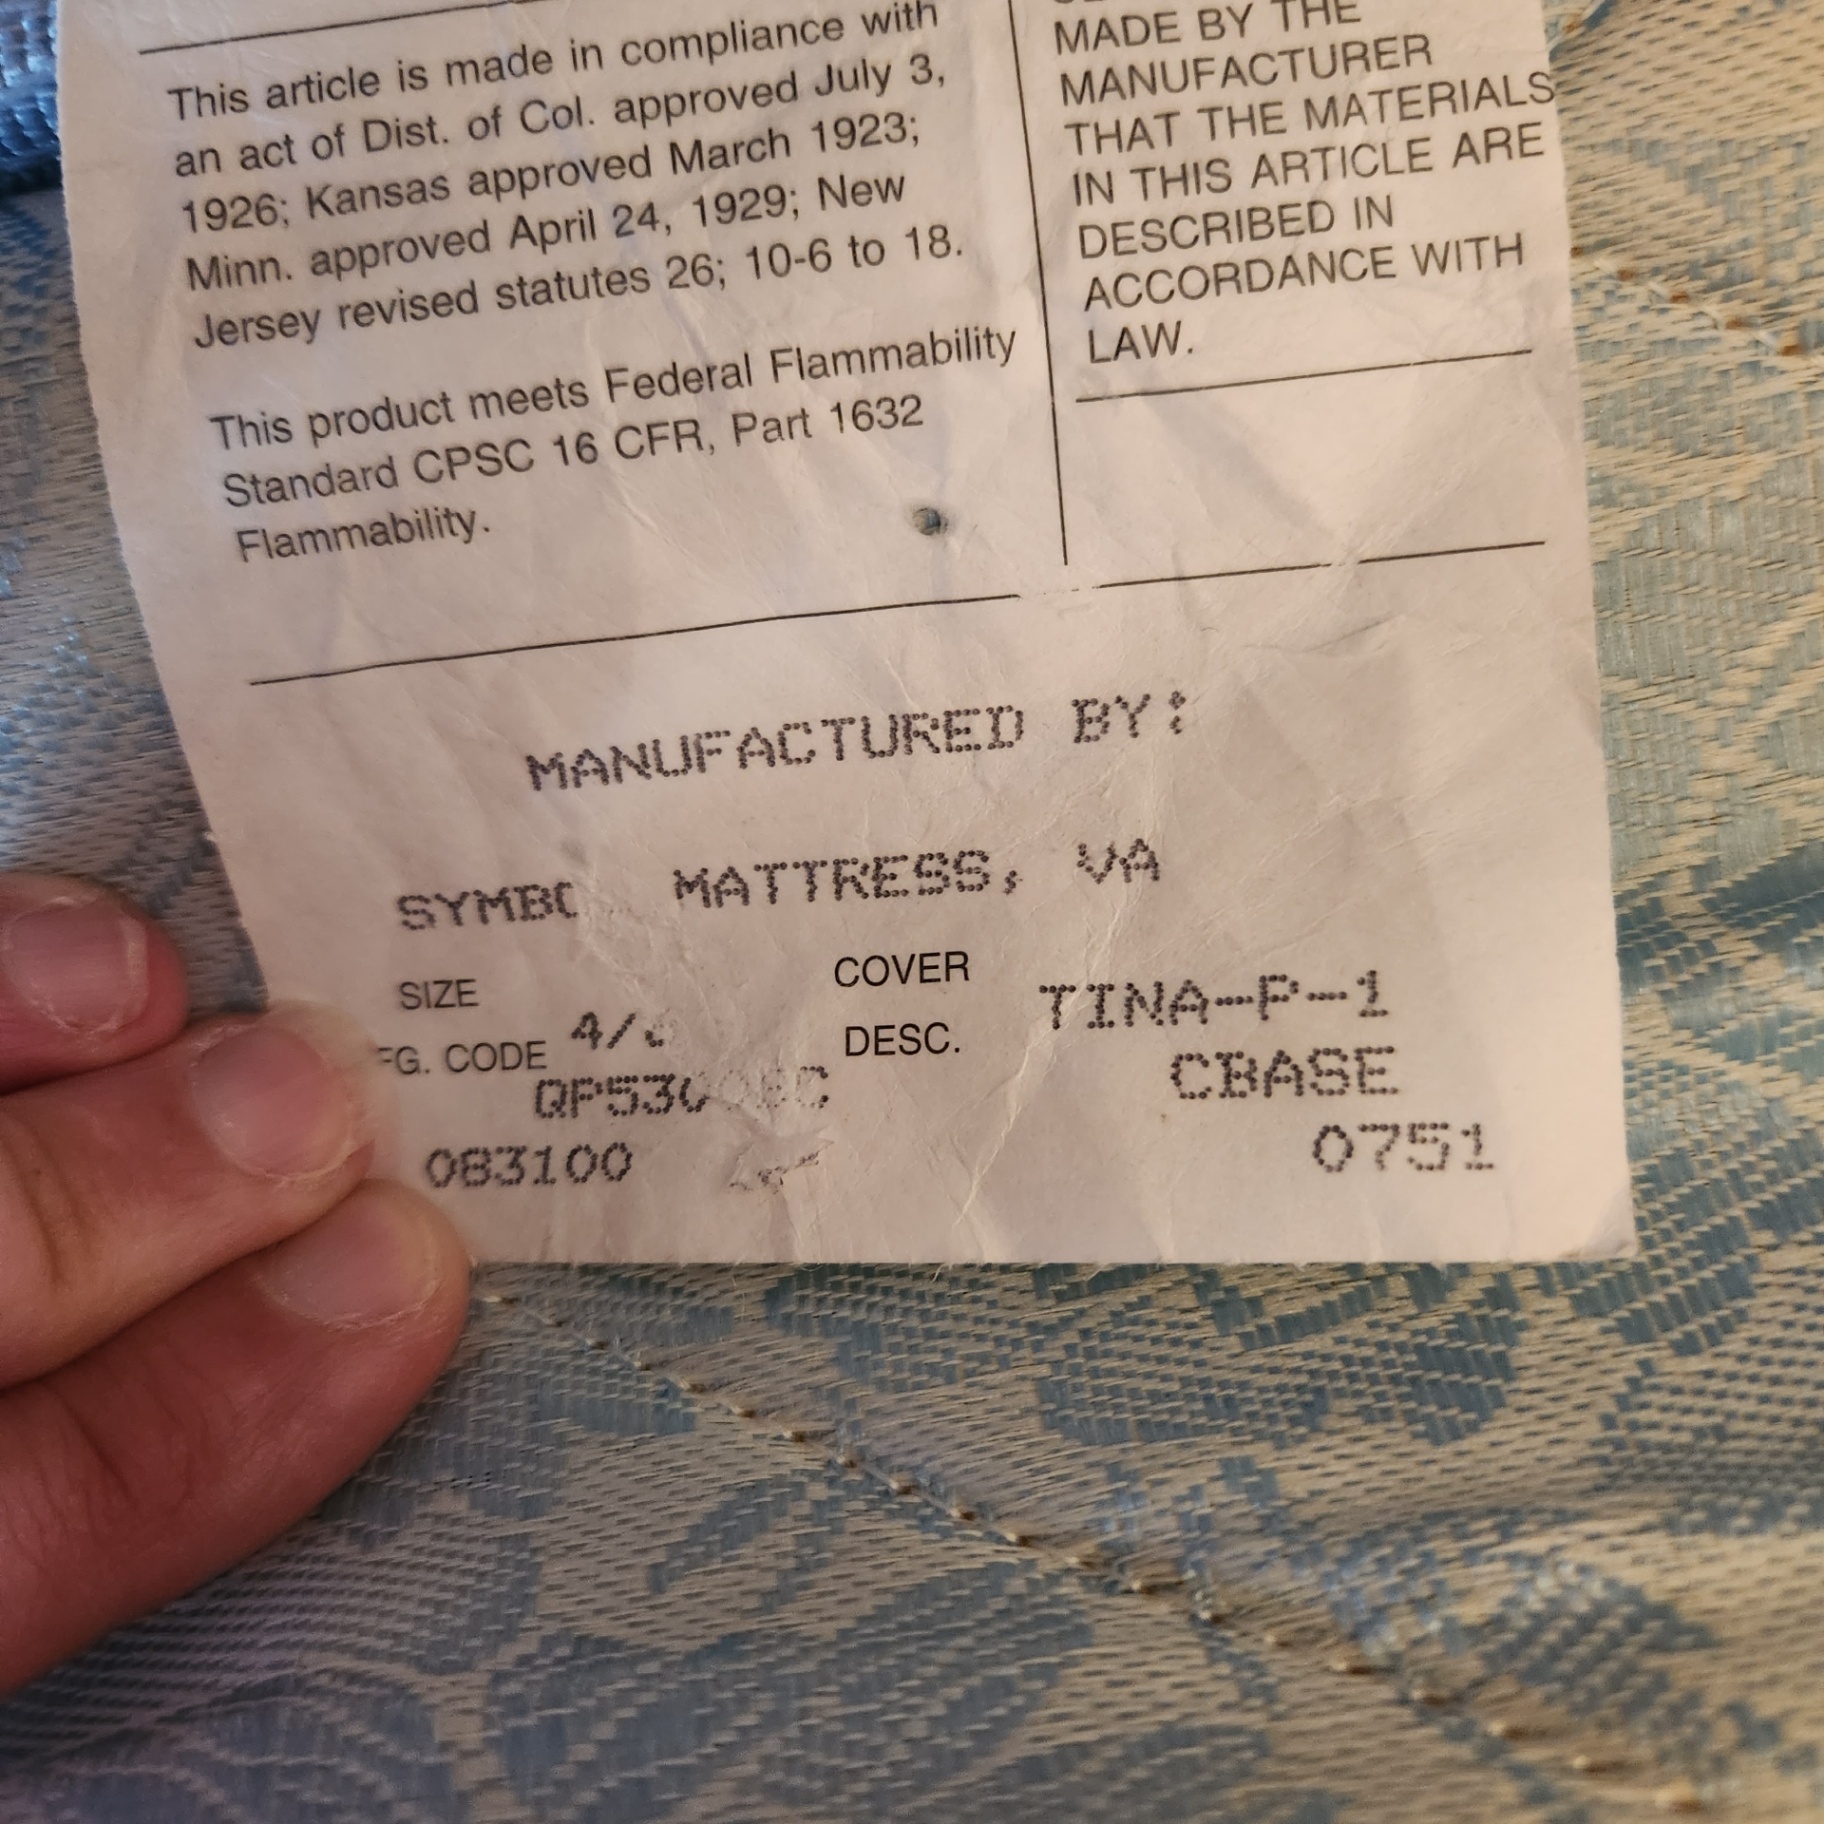 This article is made in compliance with
an act of Dist. of Col. approved July 3,
1926; Kansas approved March 1923;
Minn. approved April 24, 1929; New
Jersey revised statutes 26; 10-6 to 18.
This product meets Federal Flammability
Standard CPSC 16 CFR, Part 1632
Flammability.
MADE BY THE
MANUFACTURER
THAT THE MATERIALS
IN THIS ARTICLE ARE
DESCRIBED IN
ACCORDANCE WITH
LAW.
MANUFACTURED BY:
MATTRESS, VA
SIZE
COVER
TINA-P-1
FG. CODE
DESC.
CBASE
083100
0751